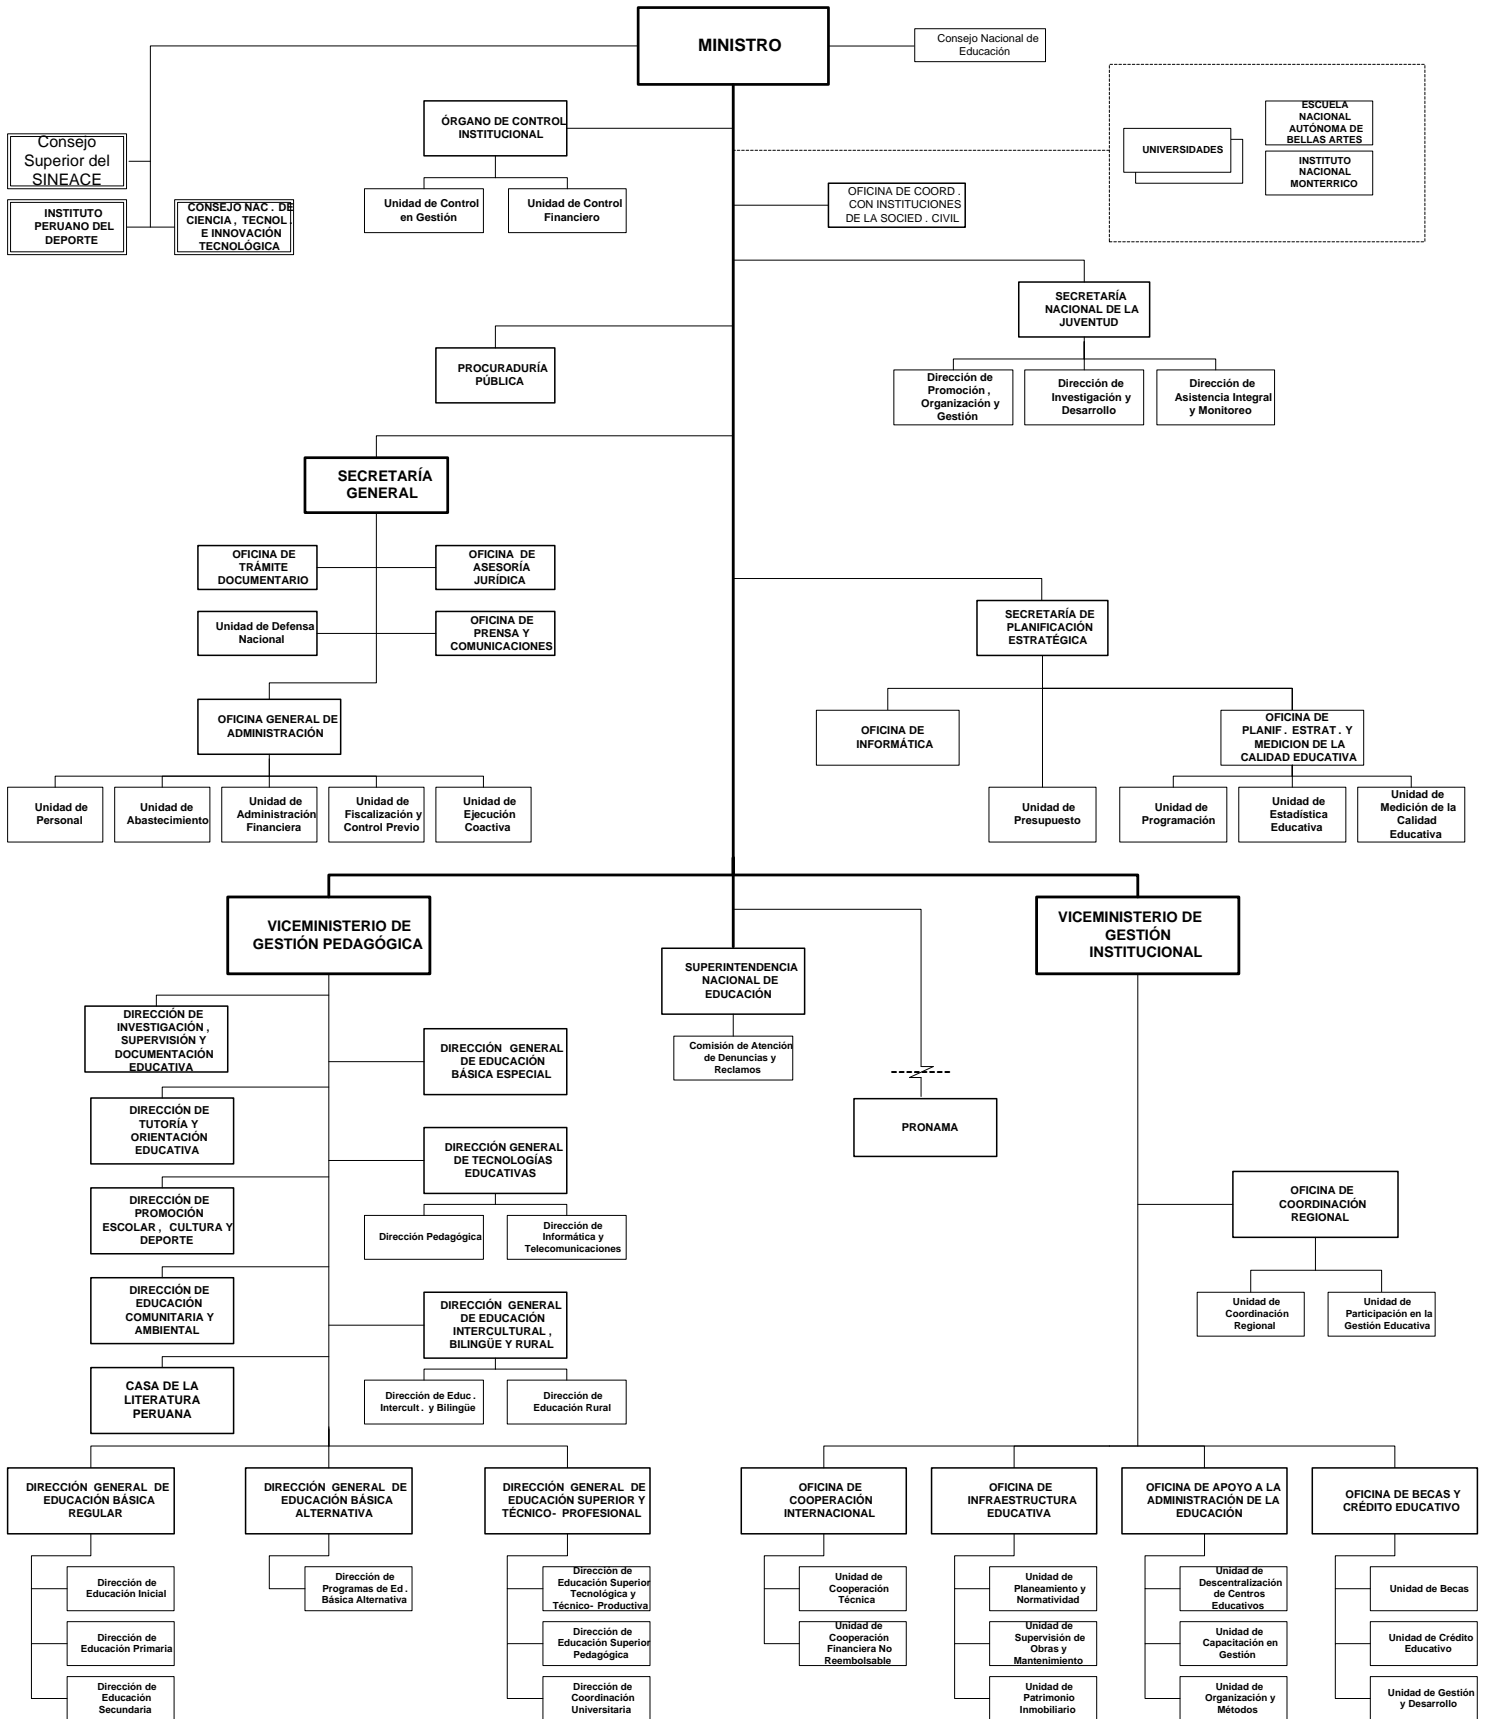 MINISTRO
Consejo Nacional de
Educación
ÓRGANO DE CONTROL
INSTITUCIONAL
Unidad de Control
en Gestión
Unidad de Control
Financiero
Consejo
Superior del
SINEACE
INSTITUTO
PERUANO DEL
DEPORTE
CONSEJO NAC . DE
CIENCIA , TECNOL .
E INNOVACIÓN
TECNOLÓGICA
UNIVERSIDADES
ESCUELA
NACIONAL
AUTÓNOMA DE
BELLAS ARTES
INSTITUTO
NACIONAL
MONTERRICO
OFICINA DE COORD .
CON INSTITUCIONES
DE LA SOCIED . CIVIL
SECRETARÍA
NACIONAL DE LA
JUVENTUD
Dirección de
Promoción ,
Organización y
Gestión
Dirección de
Investigación y
Desarrollo
Dirección de
Asistencia Integral
y Monitoreo
PROCURADURÍA
PÚBLICA
SECRETARÍA
GENERAL
OFICINA DE
TRÁMITE
DOCUMENTARIO
OFICINA DE
ASESORÍA
JURÍDICA
Unidad de Defensa
Nacional
OFICINA DE
PRENSA Y
COMUNICACIONES
OFICINA GENERAL DE
ADMINISTRACIÓN
Unidad de
Personal
Unidad de
Abastecimiento
Unidad de
Administración
Financiera
Unidad de
Fiscalización y
Control Previo
Unidad de
Ejecución
Coactiva
SECRETARÍA DE
PLANIFICACIÓN
ESTRATÉGICA
OFICINA DE
INFORMÁTICA
OFICINA DE
PLANIF . ESTRAT . Y
MEDICION DE LA
CALIDAD EDUCATIVA
Unidad de
Presupuesto
Unidad de
Programación
Unidad de
Estadística
Educativa
Unidad de
Medición de la
Calidad
Educativa
VICEMINISTERIO DE
GESTIÓN PEDAGÓGICA
SUPERINTENDENCIA
NACIONAL DE
EDUCACIÓN
Comisión de Atención
de Denuncias y
Reclamos
PRONAMA
VICEMINISTERIO DE
GESTIÓN
INSTITUCIONAL
DIRECCIÓN DE
INVESTIGACIÓN ,
SUPERVISIÓN Y
DOCUMENTACIÓN
EDUCATIVA
DIRECCIÓN GENERAL
DE EDUCACIÓN
BÁSICA ESPECIAL
DIRECCIÓN DE
TUTORÍA Y
ORIENTACIÓN
EDUCATIVA
DIRECCIÓN GENERAL
DE TECNOLOGÍAS
EDUCATIVAS
DIRECCIÓN DE
PROMOCIÓN
ESCOLAR , CULTURA Y
DEPORTE
Dirección Pedagógica
Dirección de
Informática y
Telecomunicaciones
DIRECCIÓN DE
EDUCACIÓN
COMUNITARIA Y
AMBIENTAL
DIRECCIÓN GENERAL
DE EDUCACIÓN
INTERCULTURAL ,
BILINGÜE Y RURAL
CASA DE LA
LITERATURA
PERUANA
Dirección de Educ .
Intercult . y Bilingüe
Dirección de
Educación Rural
OFICINA DE
COORDINACIÓN
REGIONAL
Unidad de
Coordinación
Regional
Unidad de
Participación en la
Gestión Educativa
DIRECCIÓN GENERAL DE
EDUCACIÓN BÁSICA
REGULAR
DIRECCIÓN GENERAL DE
EDUCACIÓN BÁSICA
ALTERNATIVA
DIRECCIÓN GENERAL DE
EDUCACIÓN SUPERIOR Y
TÉCNICO- PROFESIONAL
OFICINA DE
COOPERACIÓN
INTERNACIONAL
OFICINA DE
INFRAESTRUCTURA
EDUCATIVA
OFICINA DE APOYO A LA
ADMINISTRACIÓN DE LA
EDUCACIÓN
OFICINA DE BECAS Y
CRÉDITO EDUCATIVO
Dirección de
Educación Inicial
Dirección de
Programas de Ed .
Básica Alternativa
Dirección de
Educación Superior
Tecnológica y
Técnico- Productiva
Unidad de
Cooperación
Técnica
Unidad de
Planeamiento y
Normatividad
Unidad de
Descentralización
de Centros
Educativos
Unidad de Becas
Dirección de
Educación Primaria
Dirección de
Educación Superior
Pedagógica
Unidad de
Cooperación
Financiera No
Reembolsable
Unidad de
Supervisión de
Obras y
Mantenimiento
Unidad de
Capacitación en
Gestión
Unidad de Crédito
Educativo
Dirección de
Educación
Secundaria
Dirección de
Coordinación
Universitaria
Unidad de
Patrimonio
Inmobiliario
Unidad de
Organización y
Métodos
Unidad de Gestión
y Desarrollo